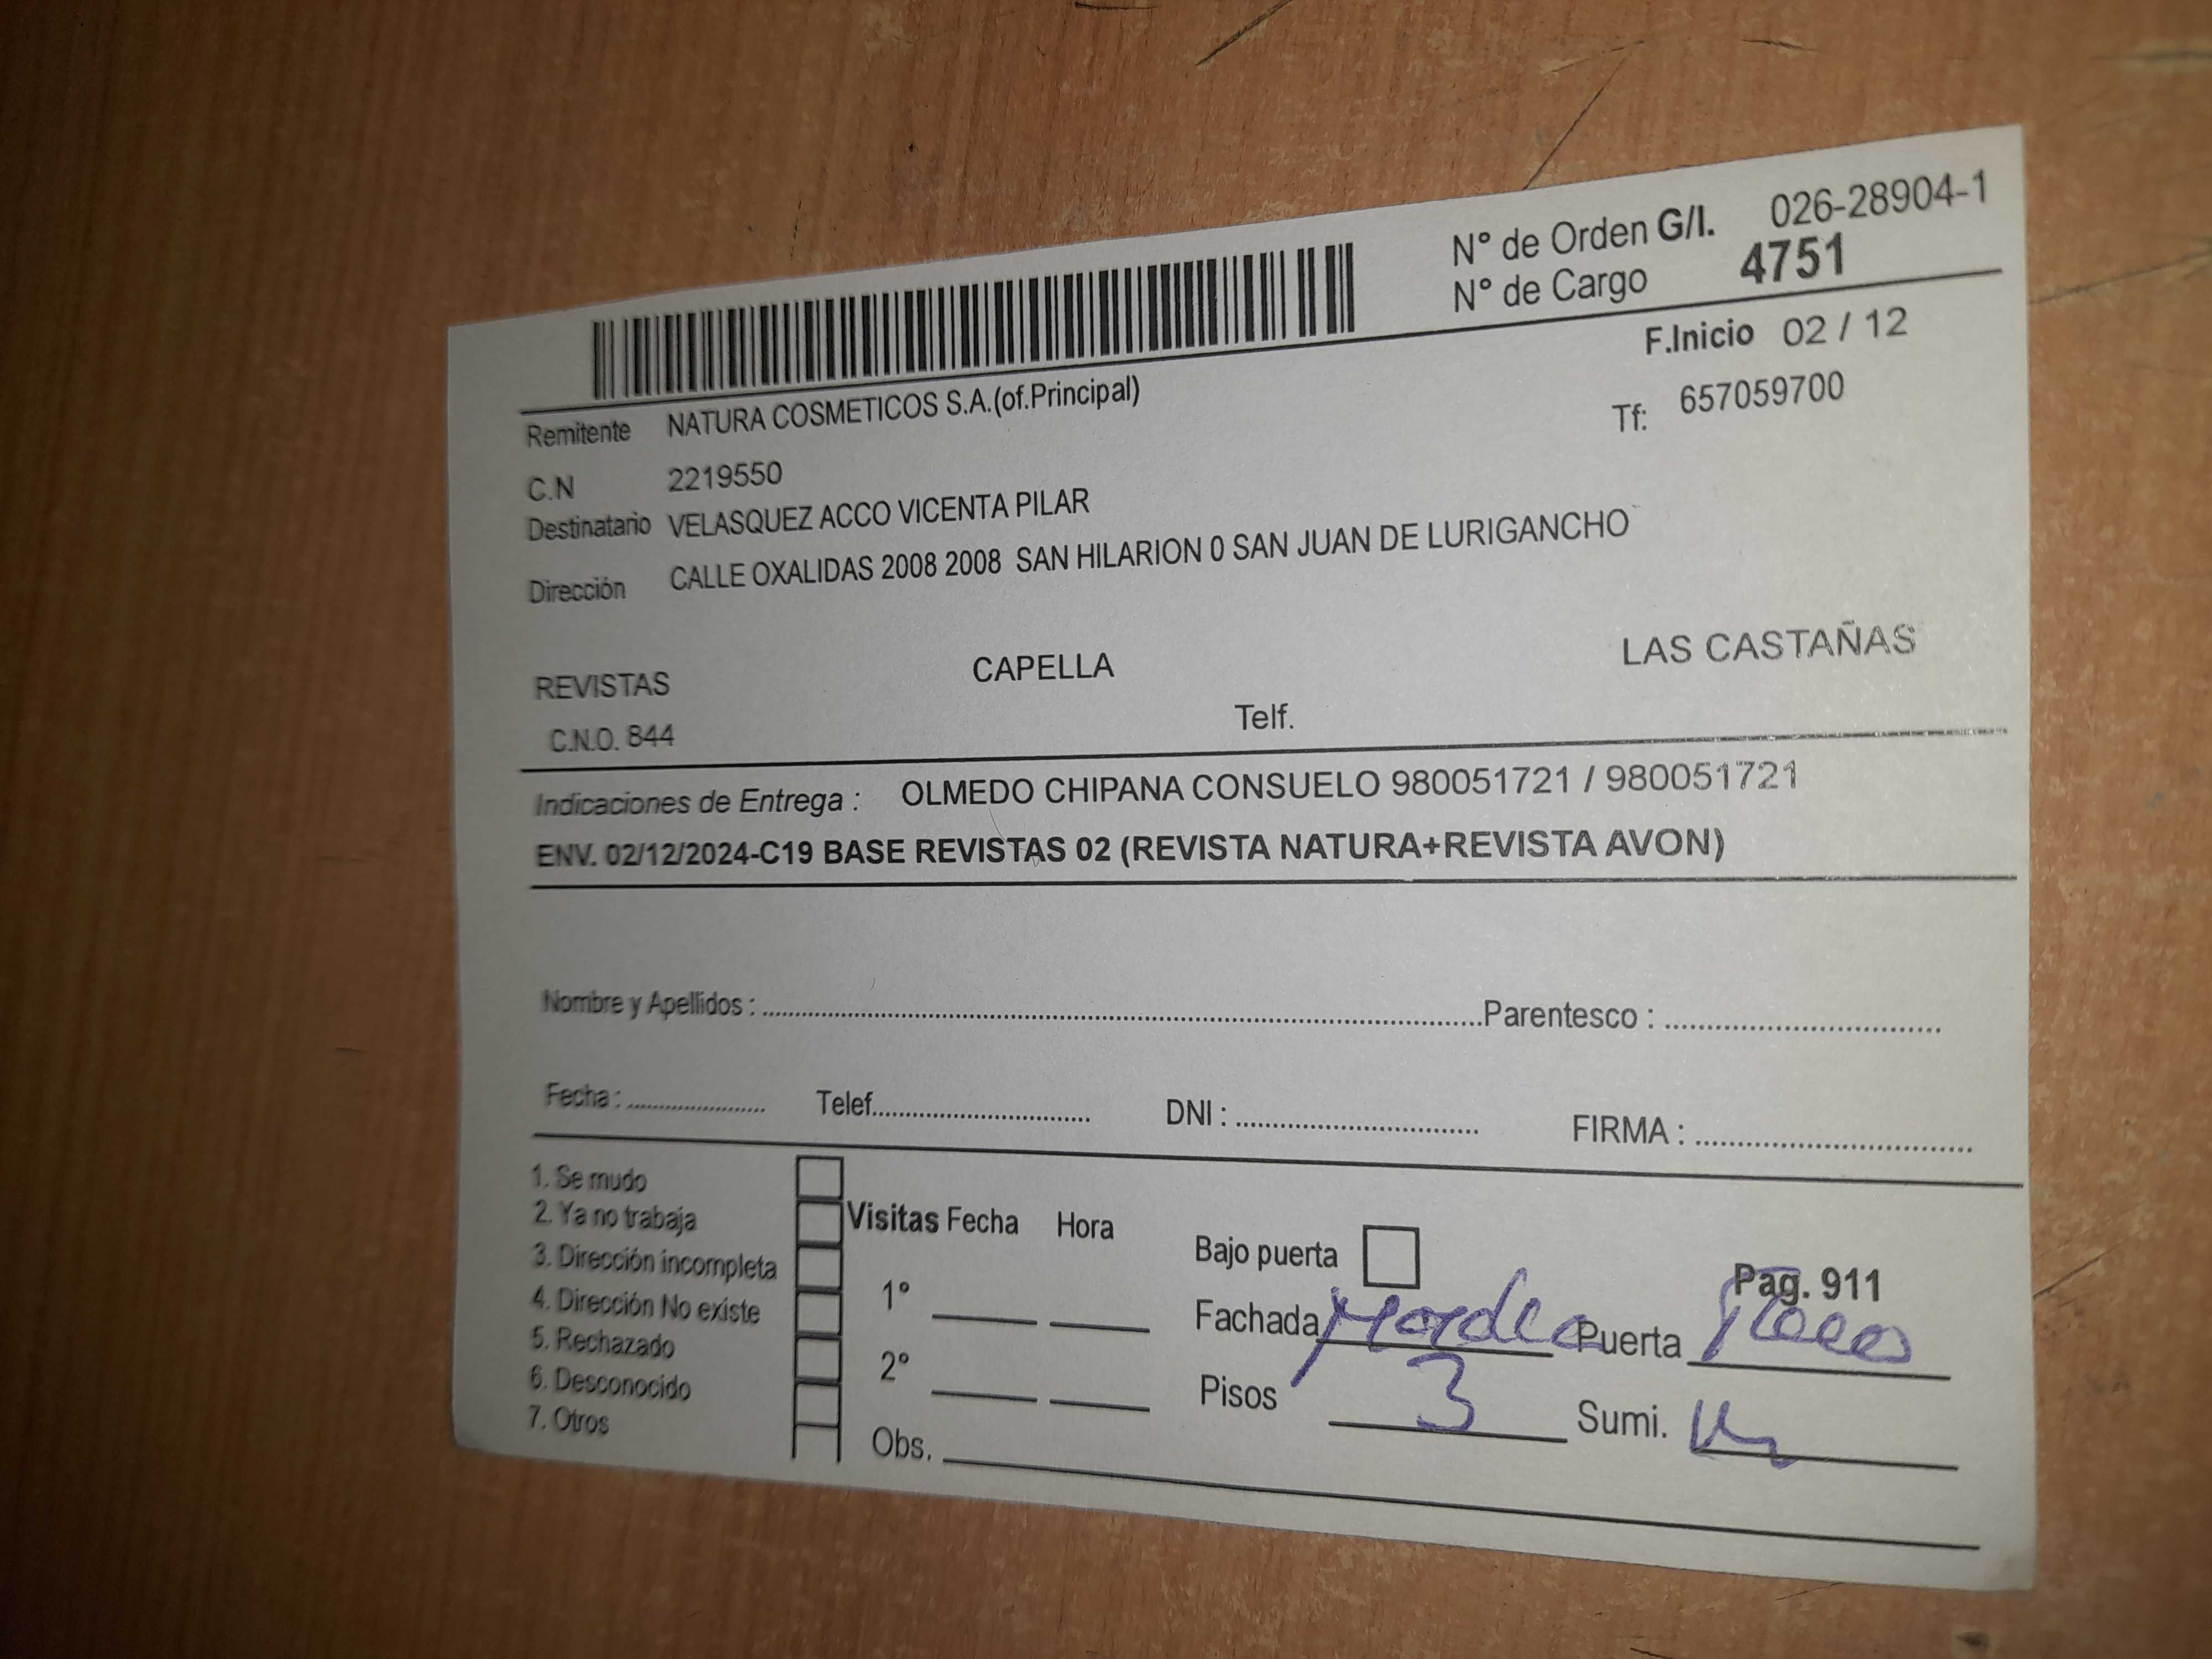 N° de Orden G/I. 026-28904-1
N° de Cargo 4751
F.Inicio 02 / 12
Remitente NATURA COSMETICOS S.A.(of.Principal)
Tf: 657059700
C.N 2219550
Destinatario VELASQUEZ ACCO VICENTA PILAR
Dirección CALLE OXALIDAS 2008 2008 SAN HILARION 0 SAN JUAN DE LURIGANCHO
REVISTAS CAPELLA LAS CASTAÑAS
C.N.O. 844 Telf.
Indicaciones de Entrega : OLMEDO CHIPANA CONSUELO 980051721 / 980051721
ENV. 02/12/2024-C19 BASE REVISTAS 02 (REVISTA NATURA+REVISTA AVON)
Nombre y Apellidos : Parentesco :
Fecha : Telef. DNI : FIRMA :
1. Se mudo
2. Ya no trabaja
3. Dirección incompleta
4. Dirección No existe
5. Rechazado
6. Desconocido
7. Otros
Visitas Fecha Hora
1°
2°
Obs.
Bajo puerta
Pag. 911
Fachada Puerta
Pisos 3 Sumi.